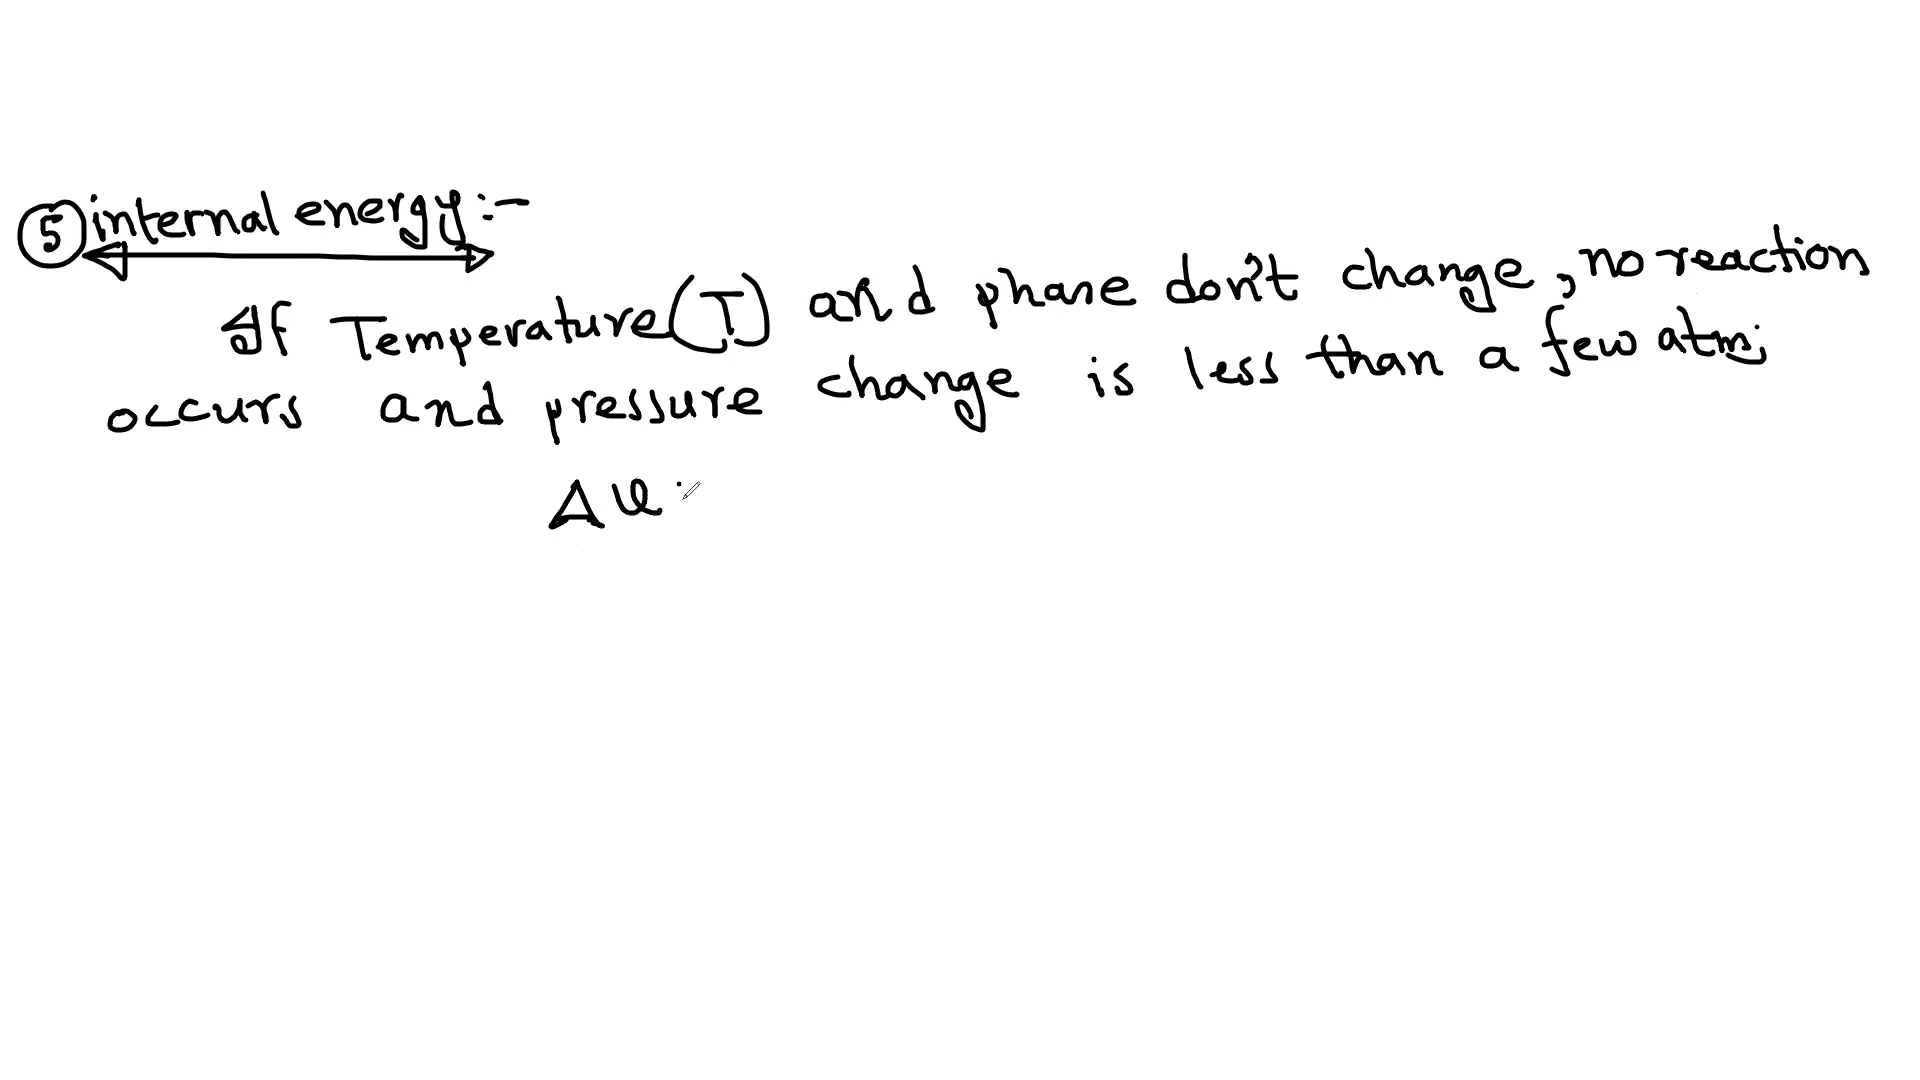 ⑤ internal energy :-
If Temperature (T) and phase don't change, no reaction
occurs and pressure change is less than a few atm;
ΔU